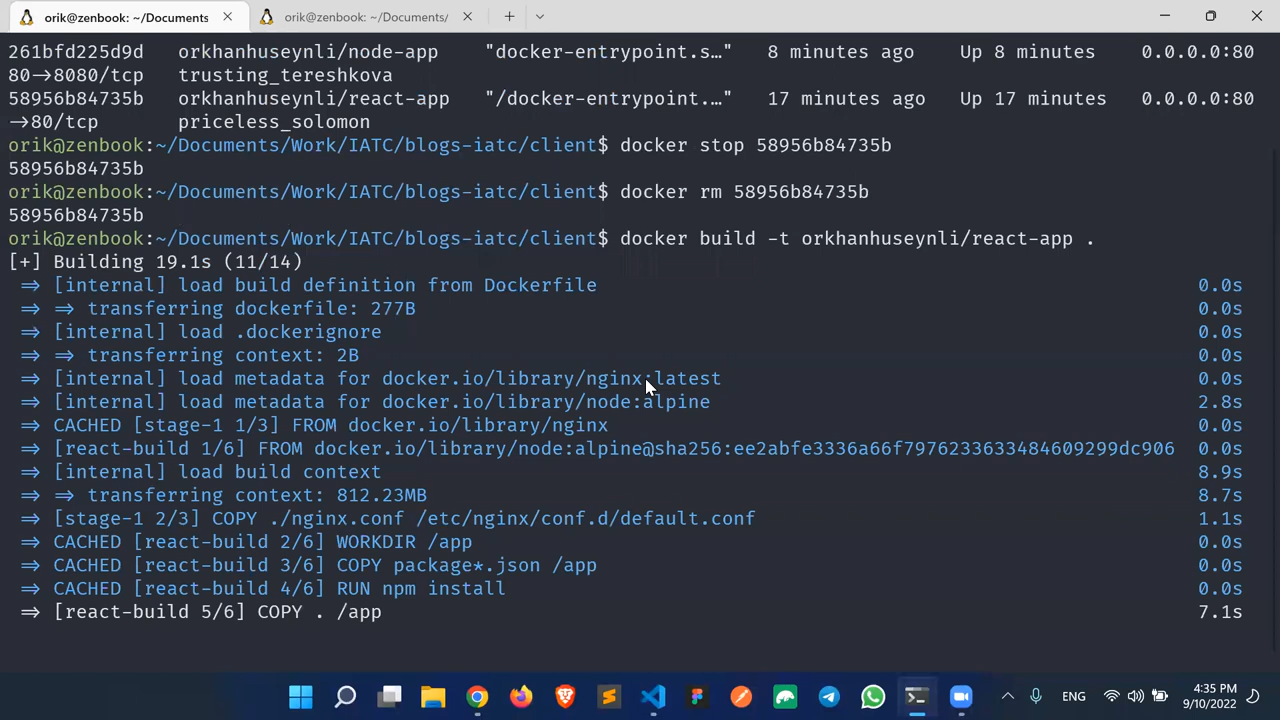 orik@zenbook: ~/Documents
orik@zenbook: ~/Documents/
261bfd225d9d   orkhanhuseynli/node-app    "docker-entrypoint.s…"   8 minutes ago    Up 8 minutes    0.0.0.0:80
80->8080/tcp   trusting_tereshkova
58956b84735b   orkhanhuseynli/react-app   "/docker-entrypoint.…"   17 minutes ago   Up 17 minutes   0.0.0.0:80
->80/tcp     priceless_solomon
orik@zenbook:~/Documents/Work/IATC/blogs-iatc/client$ docker stop 58956b84735b
58956b84735b
orik@zenbook:~/Documents/Work/IATC/blogs-iatc/client$ docker rm 58956b84735b
58956b84735b
orik@zenbook:~/Documents/Work/IATC/blogs-iatc/client$ docker build -t orkhanhuseynli/react-app .
[+] Building 19.1s (11/14)
=> [internal] load build definition from Dockerfile 0.0s
=> => transferring dockerfile: 277B 0.0s
=> [internal] load .dockerignore 0.0s
=> => transferring context: 2B 0.0s
=> [internal] load metadata for docker.io/library/nginx:latest 0.0s
=> [internal] load metadata for docker.io/library/node:alpine 2.8s
=> CACHED [stage-1 1/3] FROM docker.io/library/nginx 0.0s
=> [react-build 1/6] FROM docker.io/library/node:alpine@sha256:ee2abfe3336a66f7976233633484609299dc906 0.0s
=> [internal] load build context 8.9s
=> => transferring context: 812.23MB 8.7s
=> [stage-1 2/3] COPY ./nginx.conf /etc/nginx/conf.d/default.conf 1.1s
=> CACHED [react-build 2/6] WORKDIR /app 0.0s
=> CACHED [react-build 3/6] COPY package*.json /app 0.0s
=> CACHED [react-build 4/6] RUN npm install 0.0s
=> [react-build 5/6] COPY . /app 7.1s
ENG
4:35 PM
9/10/2022